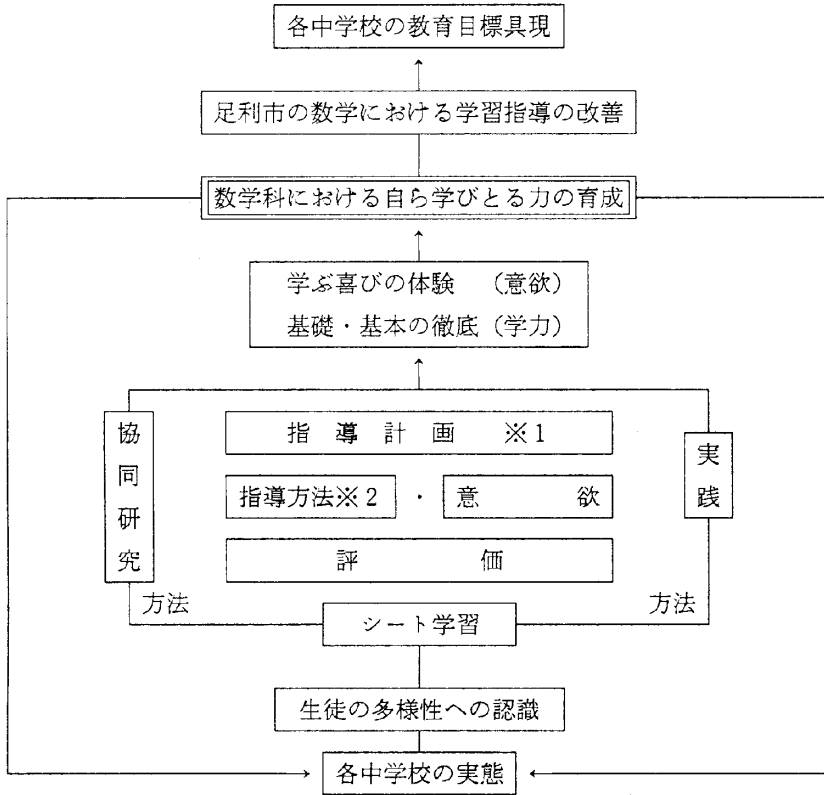 各中学校の教育目標具現
足利市の数学における学習指導の改善
数学科における自ら学びとる力の育成
学ぶ喜びの体験 （意欲）
基礎・基本の徹底（学力）
協同研究
指導計画 ※1
指導方法※2 ・ 意欲
評価
実践
方法
方法
シート学習
生徒の多様性への認識
各中学校の実態